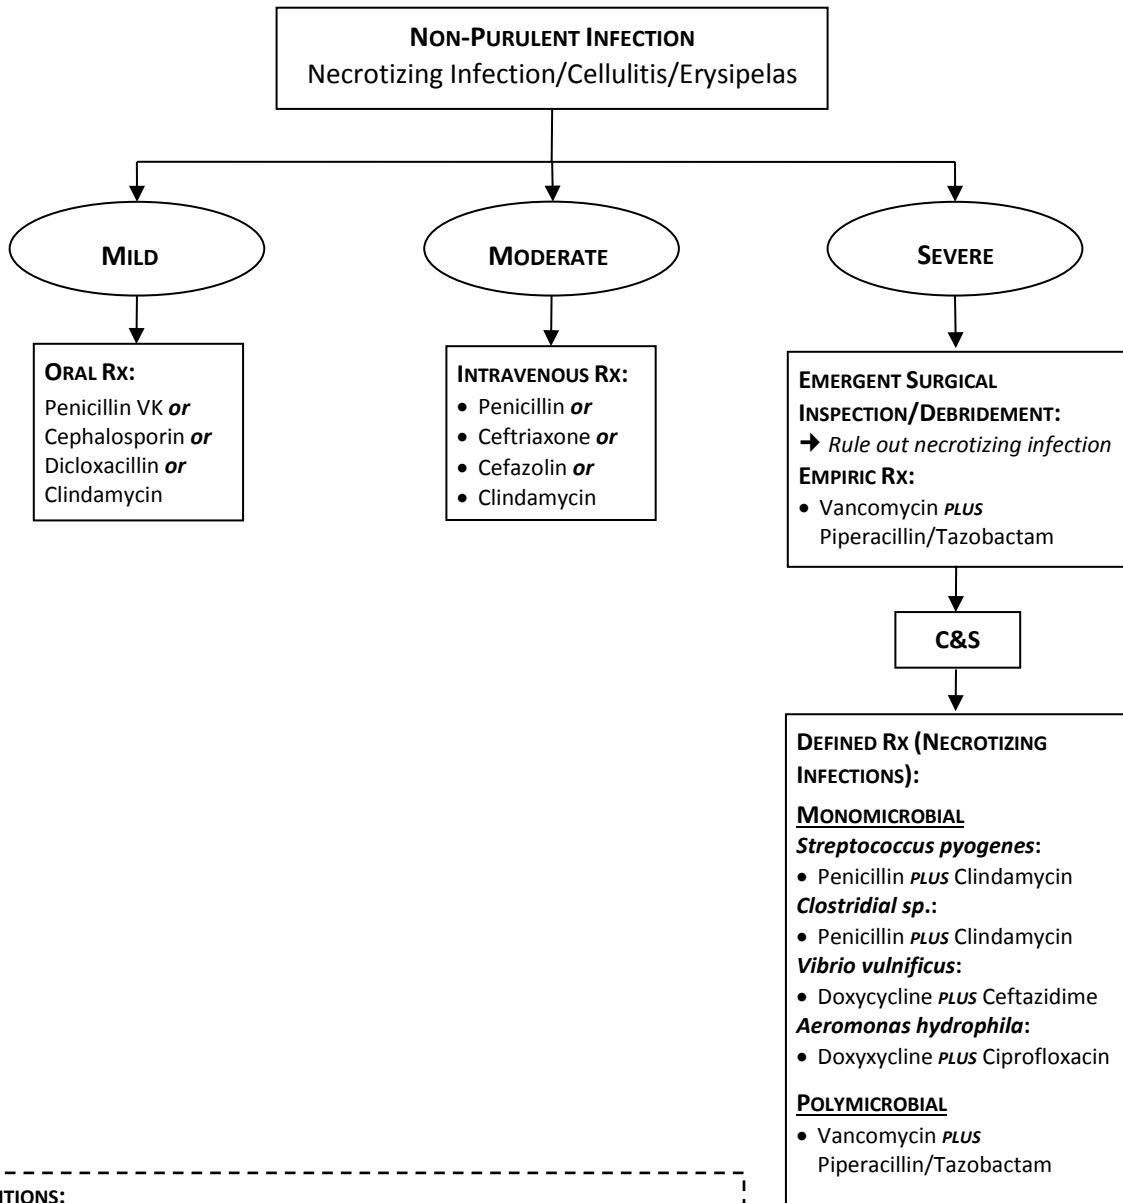 NON-PURULENT INFECTION
Necrotizing Infection/Cellulitis/Erysipelas
MILD
MODERATE
SEVERE
ORAL RX:
Penicillin VK or
Cephalosporin or
Dicloxacillin or
Clindamycin
INTRAVENOUS RX:
• Penicillin or
• Ceftriaxone or
• Cefazolin or
• Clindamycin
EMERGENT SURGICAL
INSPECTION/DEBRIDEMENT:
➔ Rule out necrotizing infection
EMPIRIC RX:
• Vancomycin PLUS
Piperacillin/Tazobactam
C&S
DEFINED RX (NECROTIZING
INFECTIONS):
MONOMICROBIAL
Streptococcus pyogenes:
• Penicillin PLUS Clindamycin
Clostridial sp.:
• Penicillin PLUS Clindamycin
Vibrio vulnificus:
• Doxycycline PLUS Ceftazidime
Aeromonas hydrophila:
• Doxyxycline PLUS Ciprofloxacin
POLYMICROBIAL
• Vancomycin PLUS
Piperacillin/Tazobactam
ITIONS: